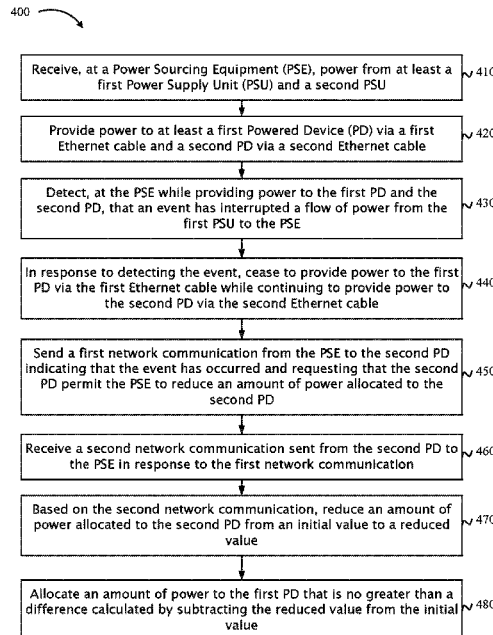 400
Receive, at a Power Sourcing Equipment (PSE), power from at least a
first Power Supply Unit (PSU) and a second PSU
410
Provide power to at least a first Powered Device (PD) via a first
Ethernet cable and a second PD via a second Ethernet cable
420
Detect, at the PSE while providing power to the first PD and the
second PD, that an event has interrupted a flow of power from the
first PSU to the PSE
430
In response to detecting the event, cease to provide power to the first
PD via the first Ethernet cable while continuing to provide power to
the second PD via the second Ethernet cable
440
Send a first network communication from the PSE to the second PD
indicating that the event has occurred and requesting that the second
PD permit the PSE to reduce an amount of power allocated to the
second PD
450
Receive a second network communication sent from the second PD to
the PSE in response to the first network communication
460
Based on the second network communication, reduce an amount of
power allocated to the second PD from an initial value to a reduced
value
470
Allocate an amount of power to the first PD that is no greater than a
difference calculated by subtracting the reduced value from the initial
value
480